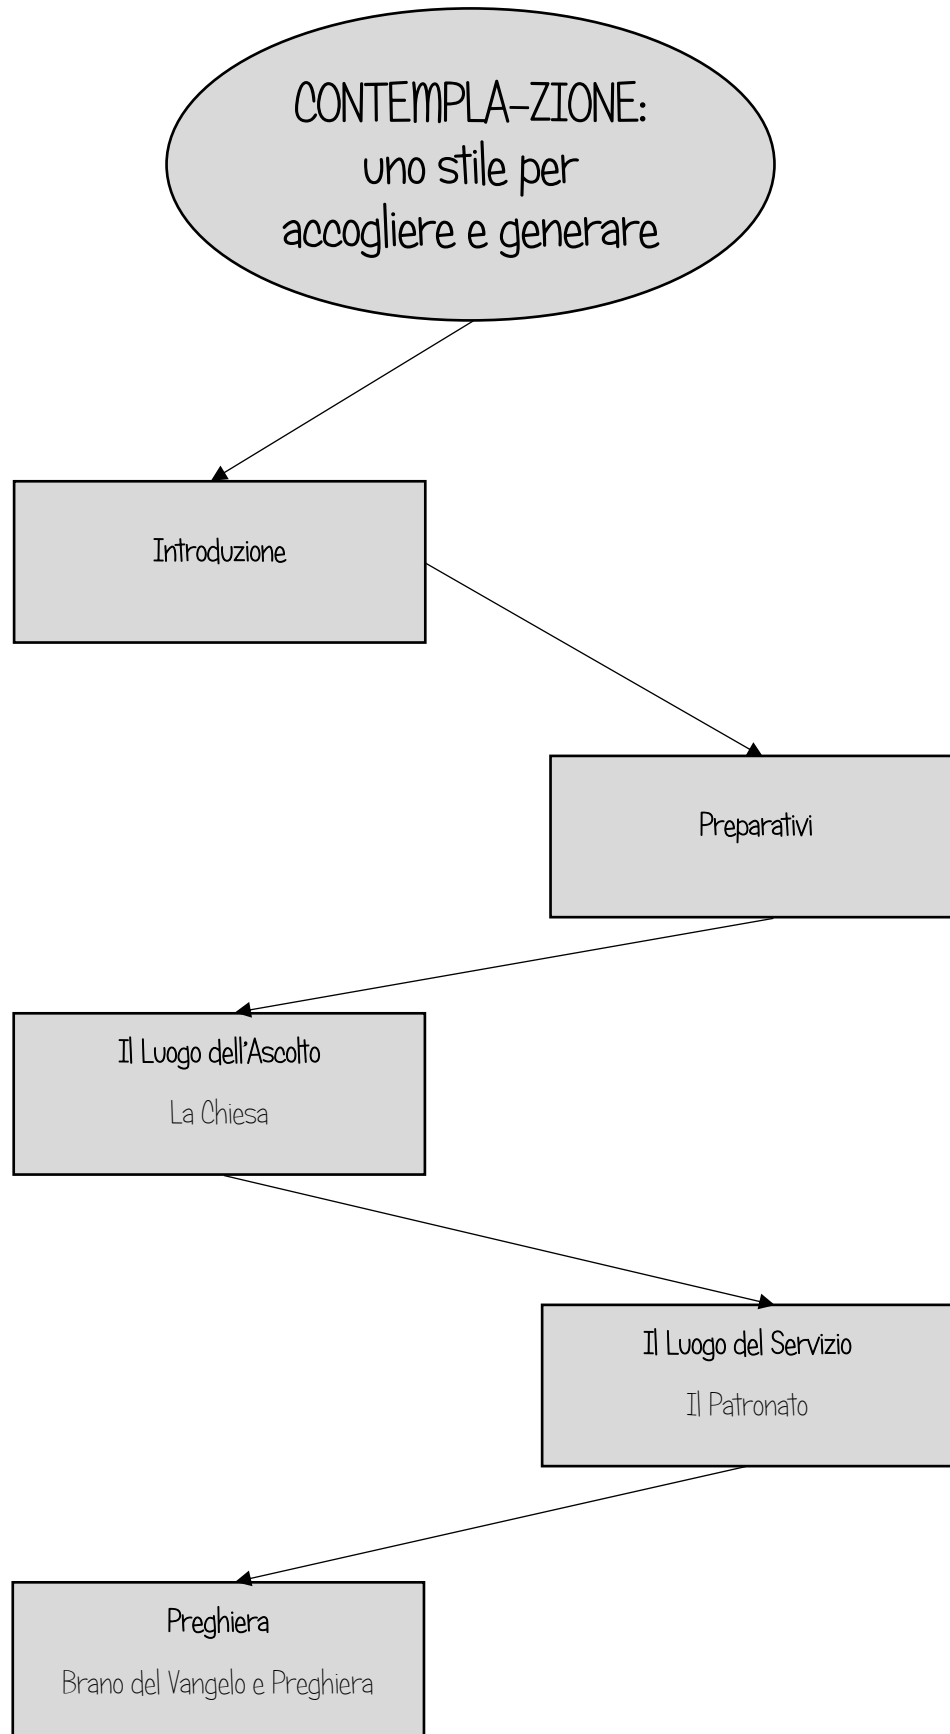 CONTEMPLA-ZIONE:
uno stile per
accogliere e generare
Introduzione
Preparativi
Il Luogo dell'Ascolto
La Chiesa
Il Luogo del Servizio
Il Patronato
Preghiera
Brano del Vangelo e Preghiera